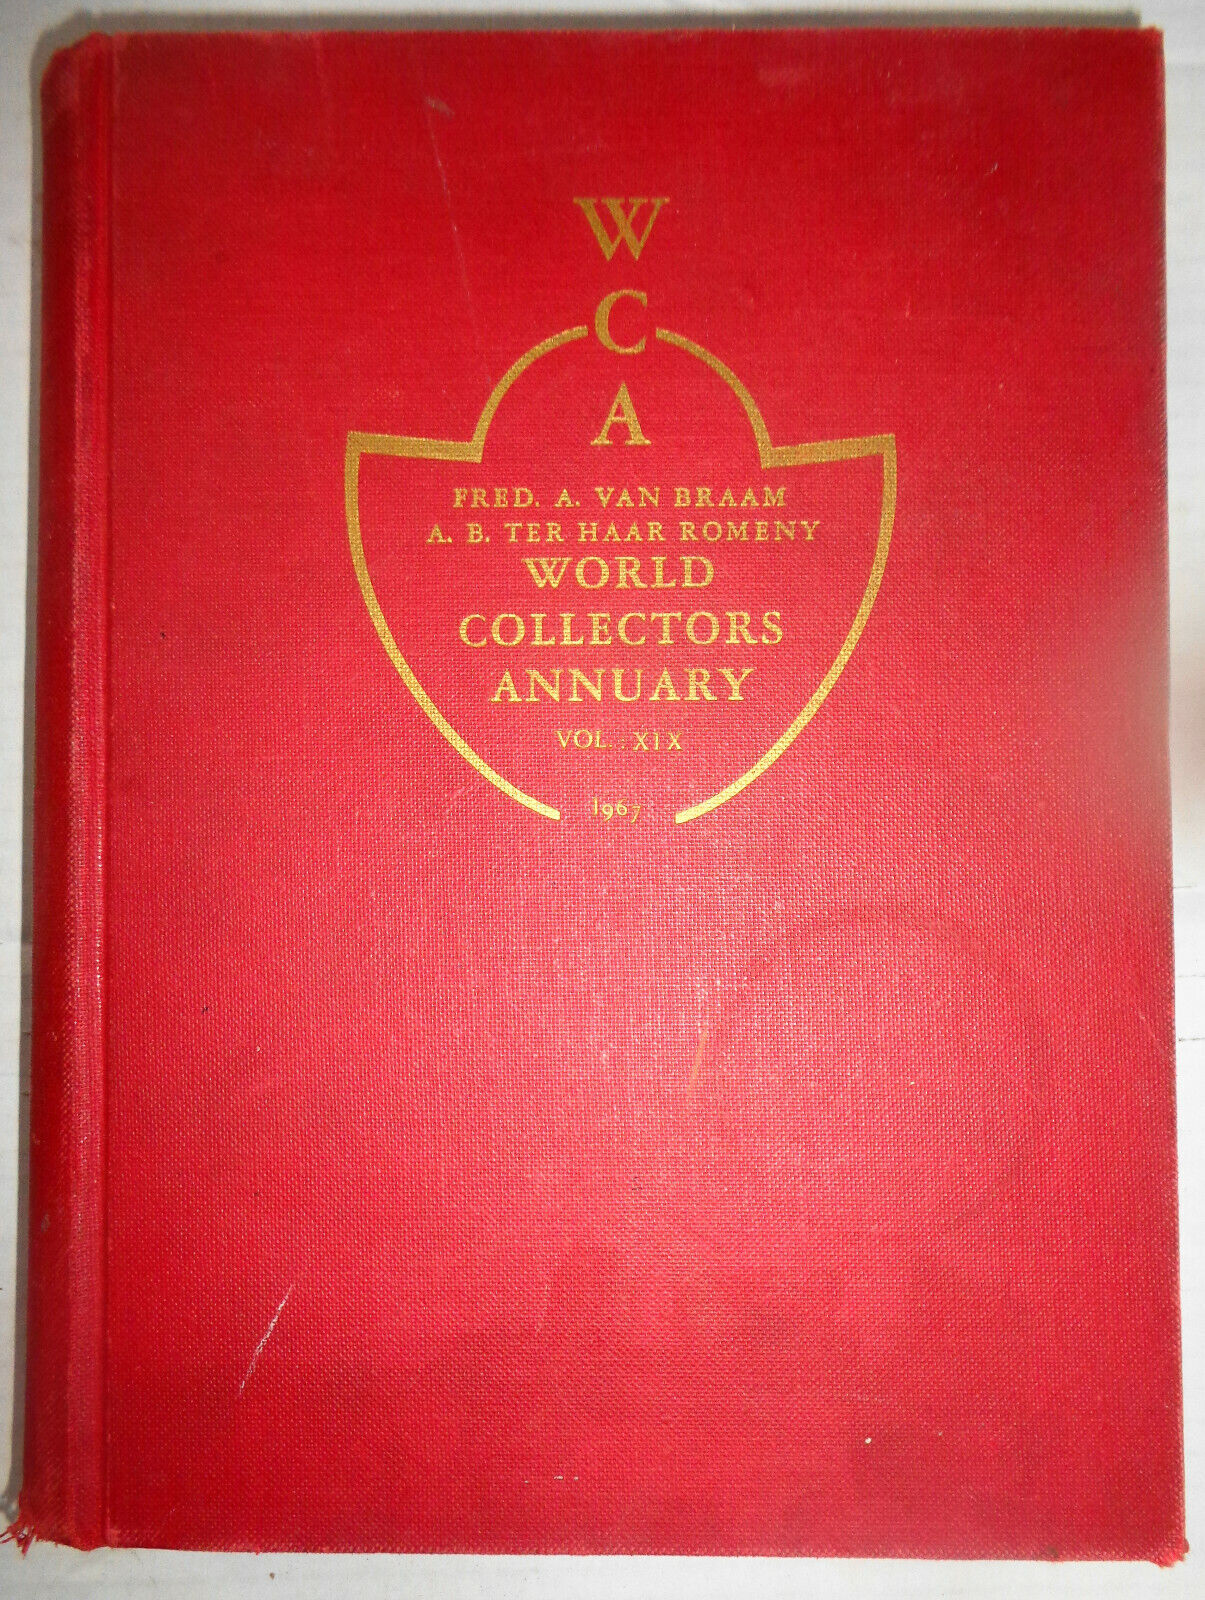 W
C
A
FRED. A. VAN BRAAM
A. B. TER HAAR ROMENY
WORLD
COLLECTORS
ANNUARY
VOL. : XIX
1967